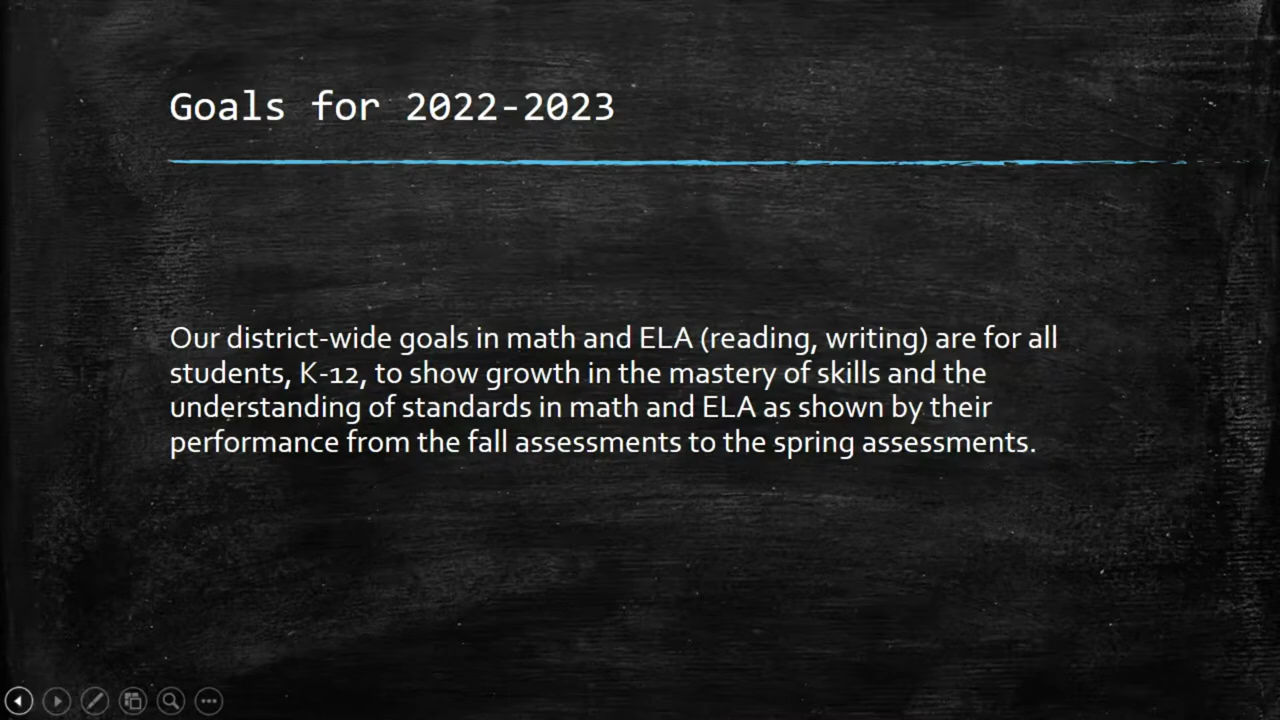 Goals for 2022-2023
Our district-wide goals in math and ELA (reading, writing) are for all
students, K-12, to show growth in the mastery of skills and the
understanding of standards in math and ELA as shown by their
performance from the fall assessments to the spring assessments.